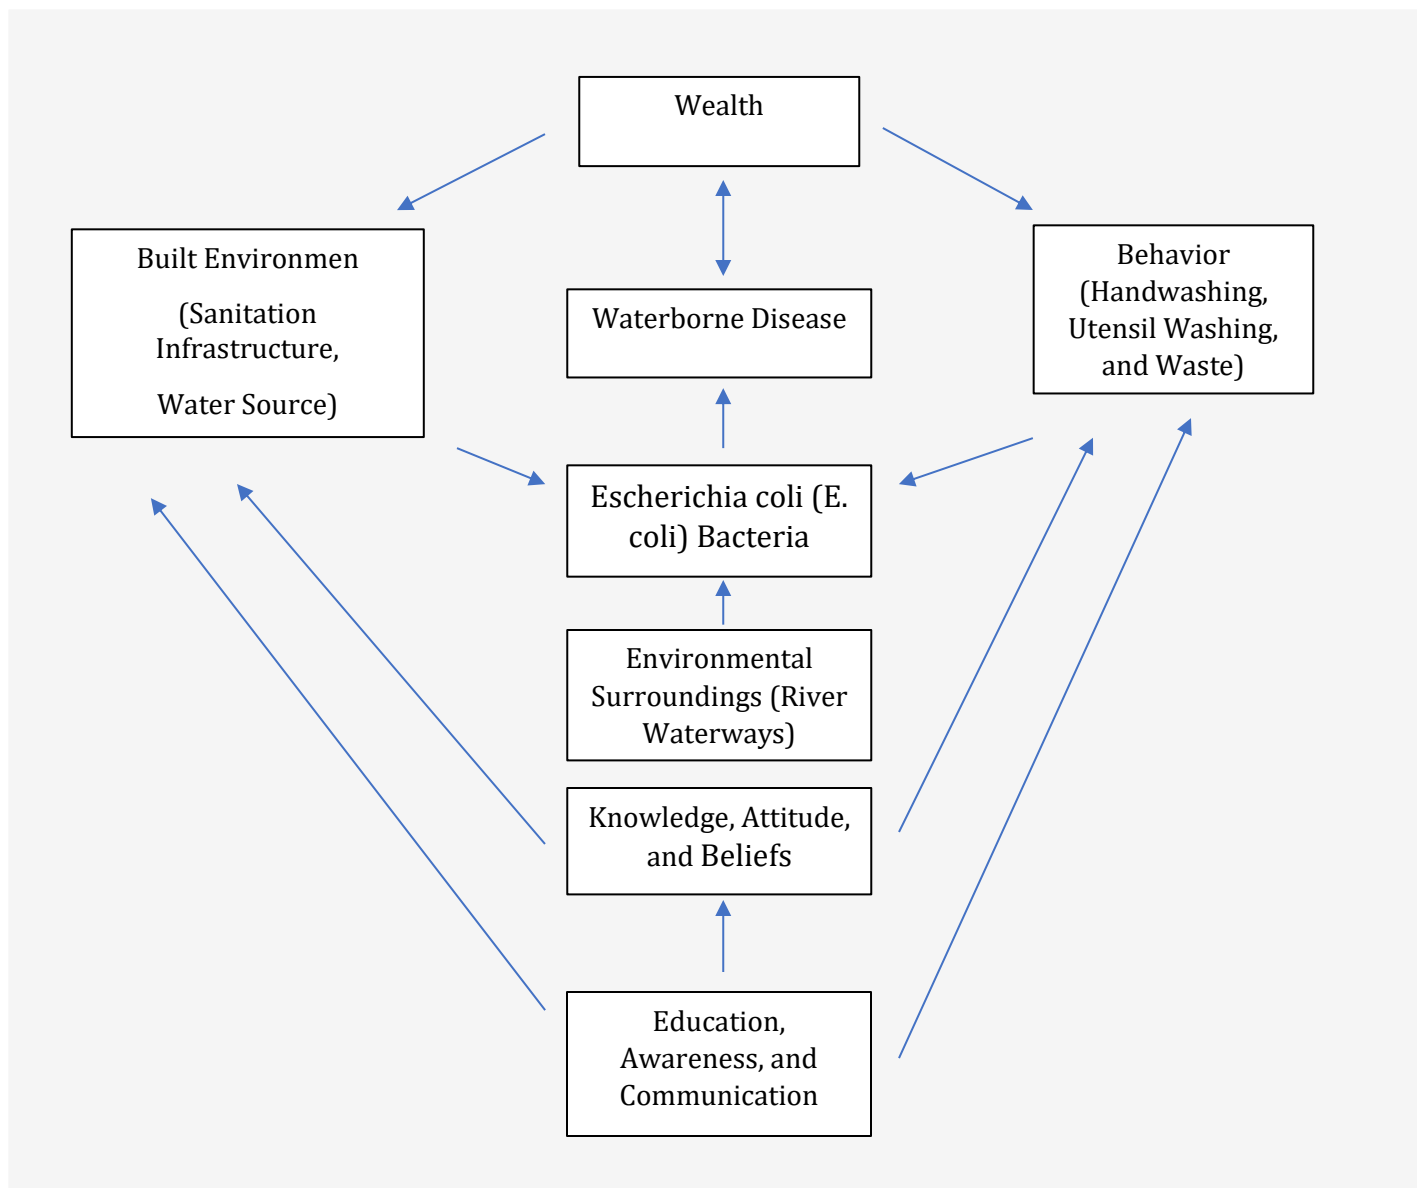 Wealth
Built Environmen
(Sanitation
Infrastructure,
Water Source)
Behavior
(Handwashing,
Utensil Washing,
and Waste)
Waterborne Disease
Escherichia coli (E.
coli) Bacteria
Environmental
Surroundings (River
Waterways)
Knowledge, Attitude,
and Beliefs
Education,
Awareness, and
Communication